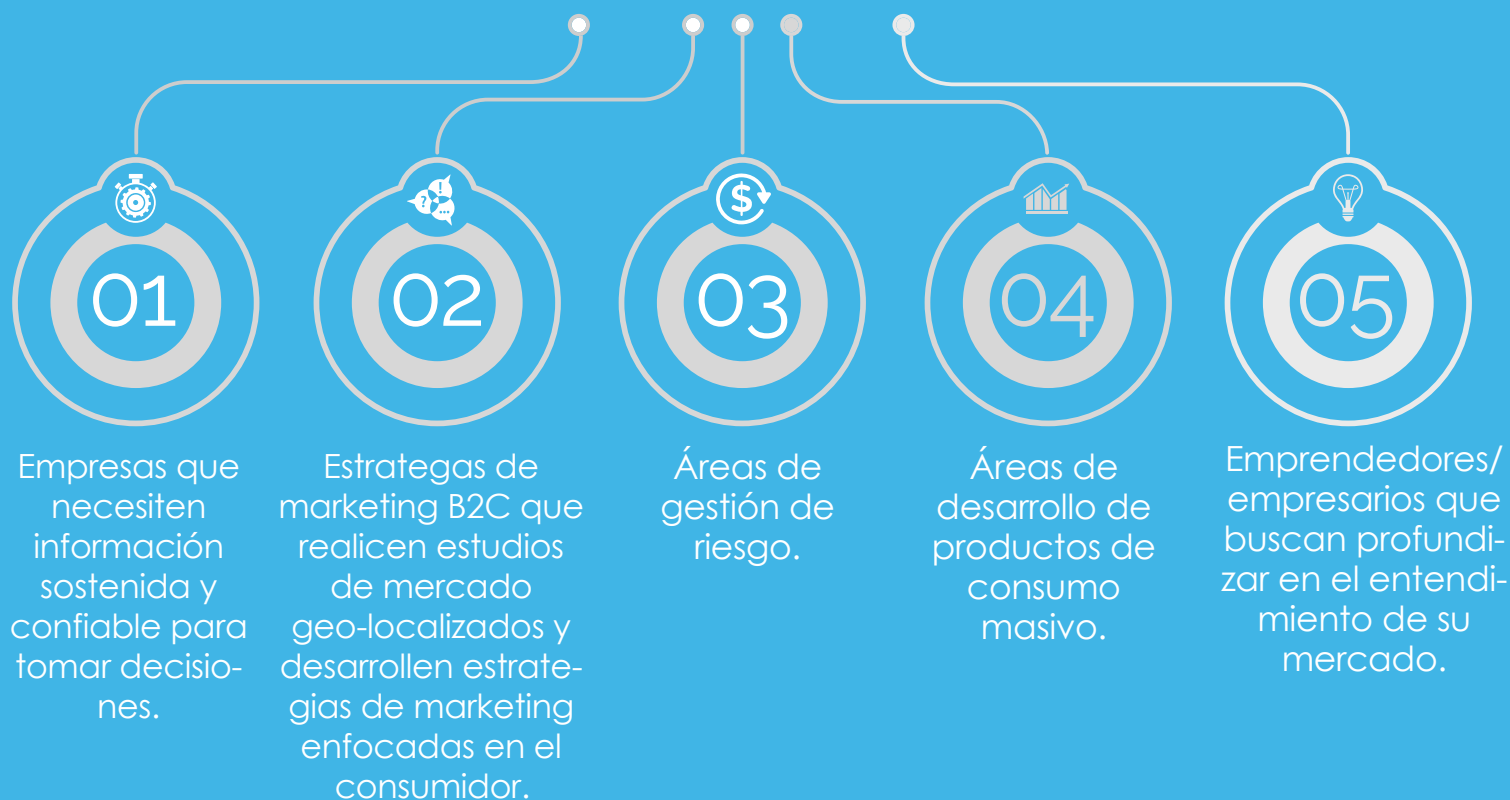 01
Empresas que
necesiten
información
sostenida y
confiable para
tomar decisio-
nes.
02
Estrategas de
marketing B2C que
realicen estudios
de mercado
geo-localizados y
desarrollen estrate-
gias de marketing
enfocadas en el
consumidor.
03
Áreas de
gestión de
riesgo.
04
Áreas de
desarrollo de
productos de
consumo
masivo.
05
Emprendedores/
empresarios que
buscan profundi-
zar en el entendi-
miento de su
mercado.